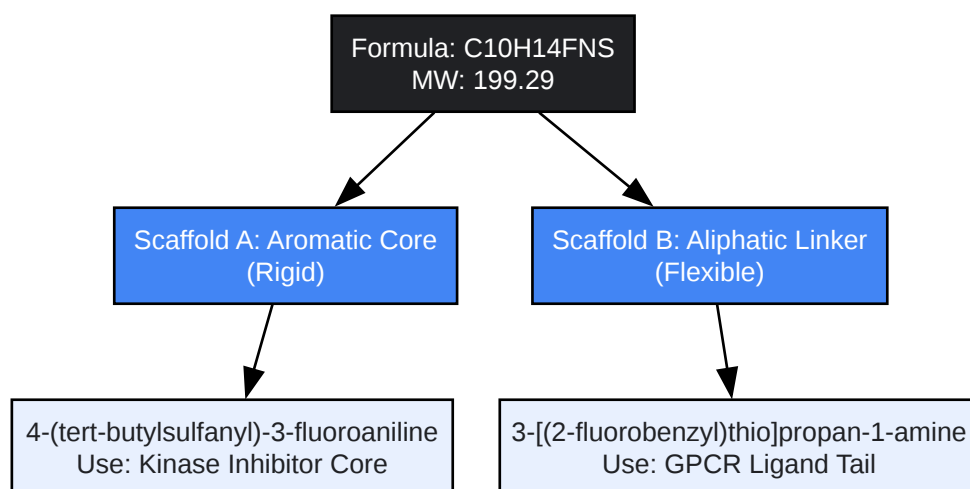 Formula: C10H14FNS
MW: 199.29
Scaffold A: Aromatic Core
(Rigid)
Scaffold B: Aliphatic Linker
(Flexible)
4-(tert-butylsulfanyl)-3-fluoroaniline
Use: Kinase Inhibitor Core
3-[(2-fluorobenzyl)thio]propan-1-amine
Use: GPCR Ligand Tail